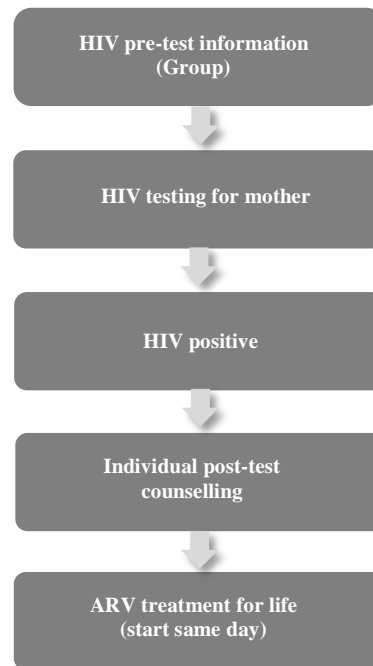 HIV pre-test information
(Group)
HIV testing for mother
HIV positive
Individual post-test
counselling
ARV treatment for life
(start same day)